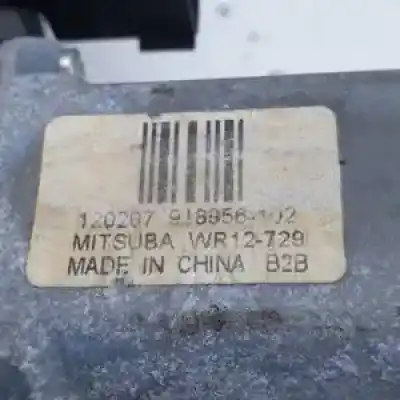 120207 918956-102
MITSUBA WR12-729
MADE IN CHINA B2B